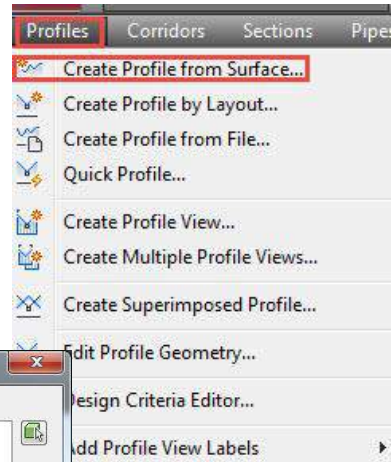 Profiles Corridors Sections Pipes
Create Profile from Surface...
Create Profile by Layout...
Create Profile from File...
Quick Profile...
Create Profile View...
Create Multiple Profile Views...
Create Superimposed Profile...
Edit Profile Geometry...
Design Criteria Editor...
Add Profile View Labels